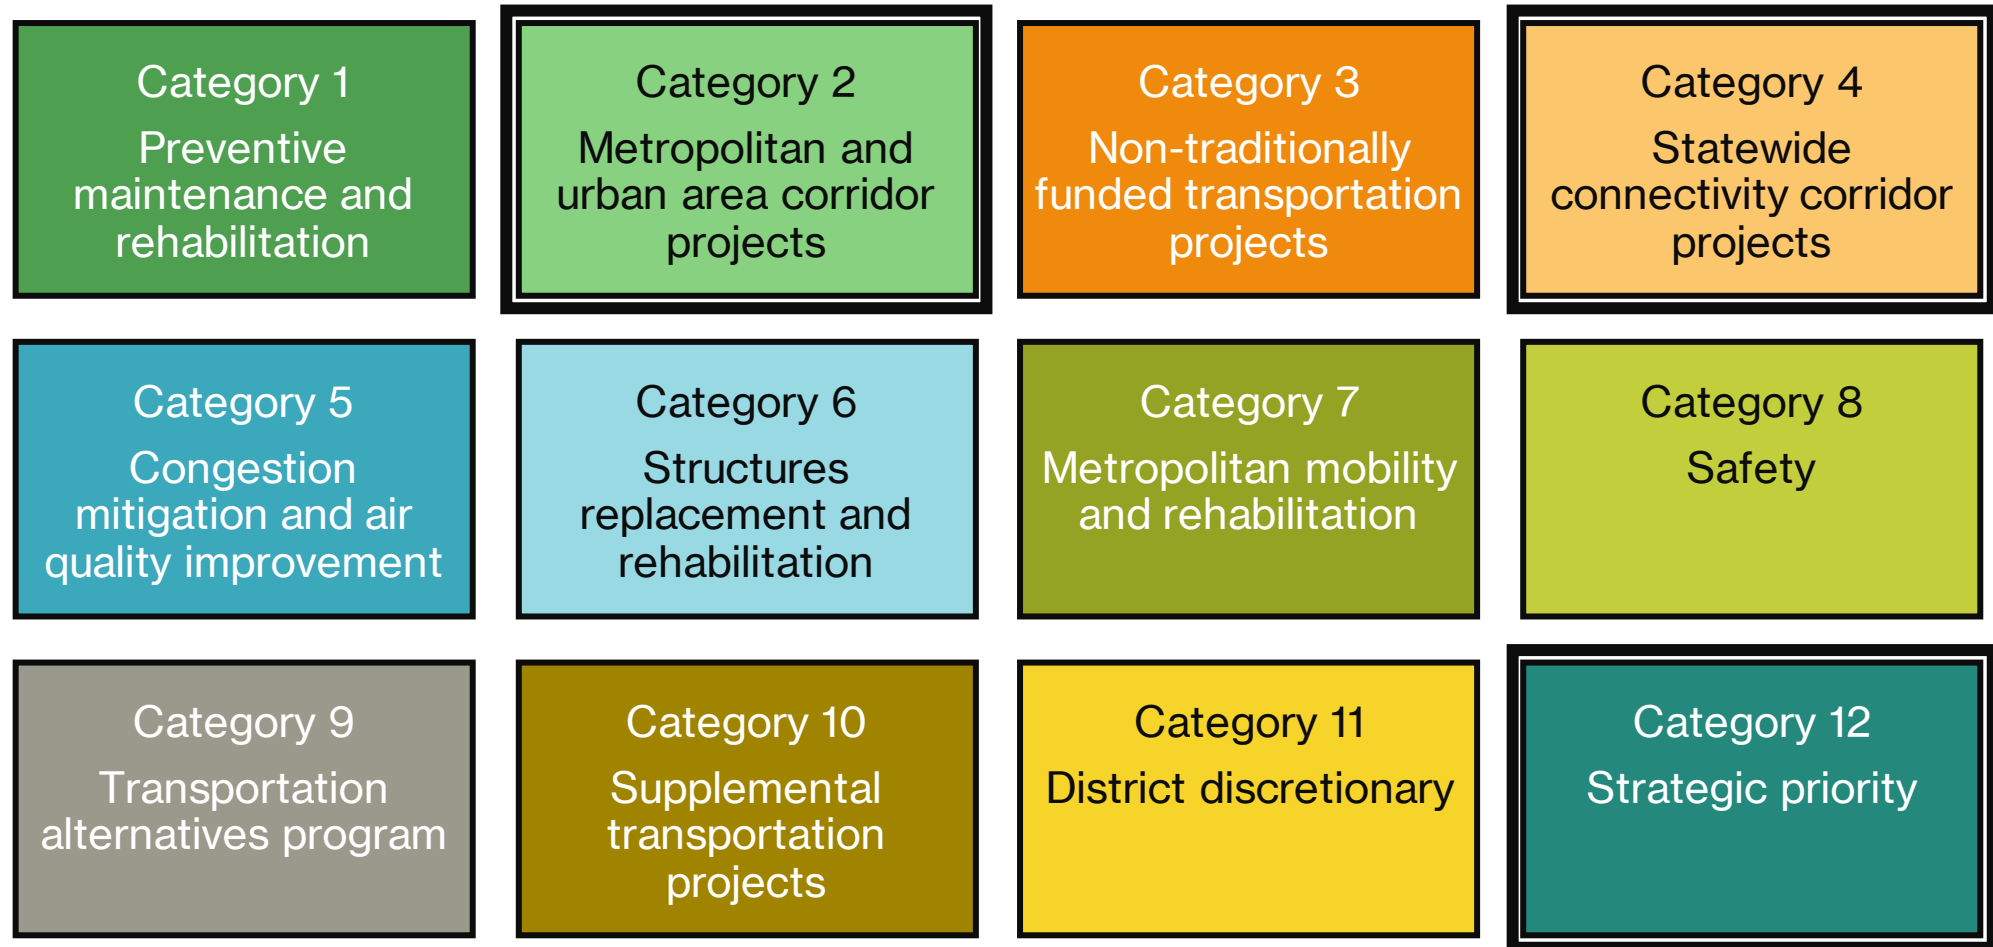 Category 1
Preventive
maintenance and
rehabilitation
Category 2
Metropolitan and
urban area corridor
projects
Category 3
Non-traditionally
funded transportation
projects
Category 4
Statewide
connectivity corridor
projects
Category 5
Congestion
mitigation and air
quality improvement
Category 6
Structures
replacement and
rehabilitation
Category 7
Metropolitan mobility
and rehabilitation
Category 8
Safety
Category 9
Transportation
alternatives program
Category 10
Supplemental
transportation
projects
Category 11
District discretionary
Category 12
Strategic priority